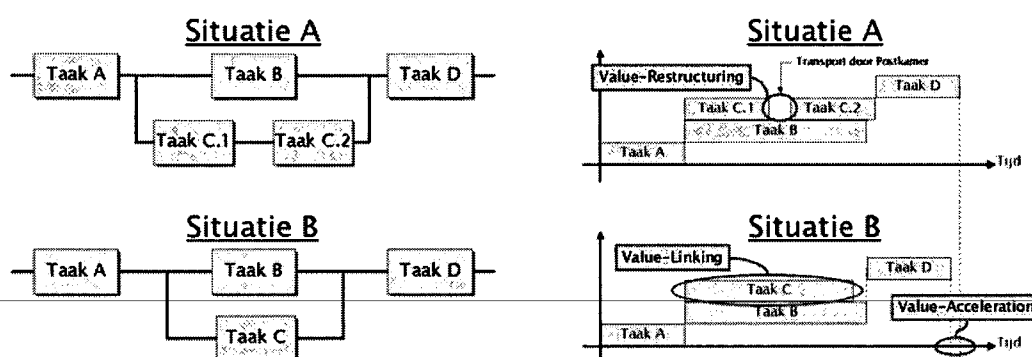 Situatie A
Taak A
Taak B
Taak D
Taak C.1
Taak C.2
Situatie A
Value-Restructuring
Transport door Postkamer
Taak D
Taak C.1
Taak C.2
Taak B
Taak A
Tijd
Situatie B
Taak A
Taak B
Taak D
Taak C
Situatie B
Value-Linking
Taak D
Taak C
Value-Acceleration
Taak B
Taak A
Tijd